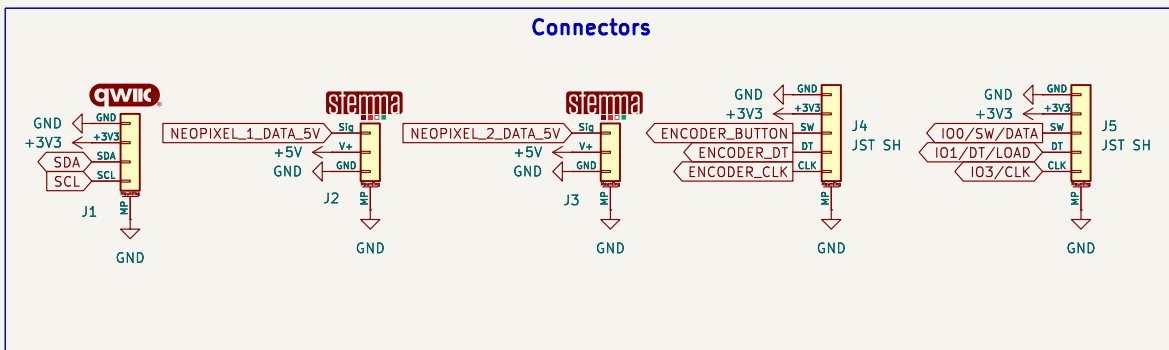 Connectors
qwiic
GND GND
+3V3 +3V3
SDA SDA
SCL SCL
J1
MP
GND
stemma
NEOPIXEL_1_DATA_5V Sig
+5V V+
GND GND
J2
MP
GND
stemma
NEOPIXEL_2_DATA_5V Sig
+5V V+
GND GND
J3
MP
GND
GND GND
+3V3 +3V3
ENCODER_BUTTON SW
ENCODER_DT DT
ENCODER_CLK CLK
J4
JST SH
MP
GND
GND GND
+3V3 +3V3
IO0/SW/DATA SW
IO1/DT/LOAD DT
IO3/CLK CLK
J5
JST SH
MP
GND